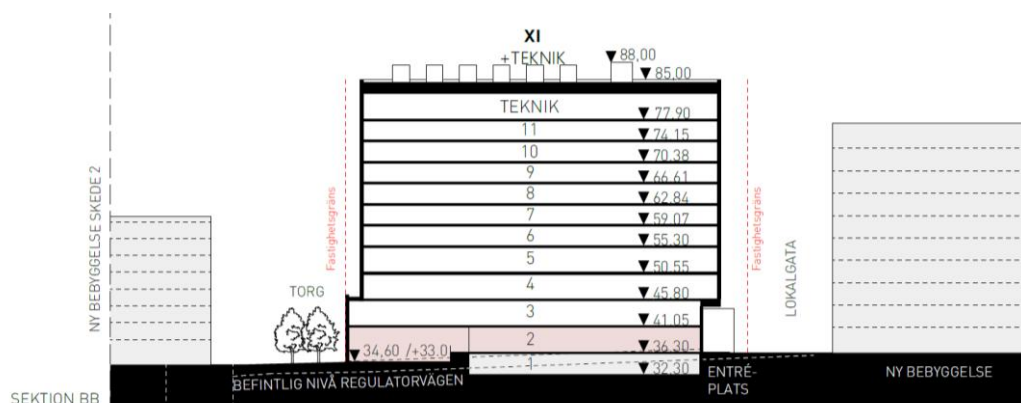 XI
+TEKNIK
88,00
85,00
TEKNIK
77.90
11
74.15
10
70.38
9
66.61
8
62.84
7
59.07
6
55.30
5
50.55
4
45.80
3
41.05
2
36.30
34,60 /+33.0
1
32.30
NY BEBYGGELSE SKEDE 2
Fastighetsgräns
TORG
Fastighetsgräns
LOKALGATA
BEFINTLIG NIVÅ REGULATORVÄGEN
ENTRÉ-
PLATS
NY BEBYGGELSE
SEKTION BB